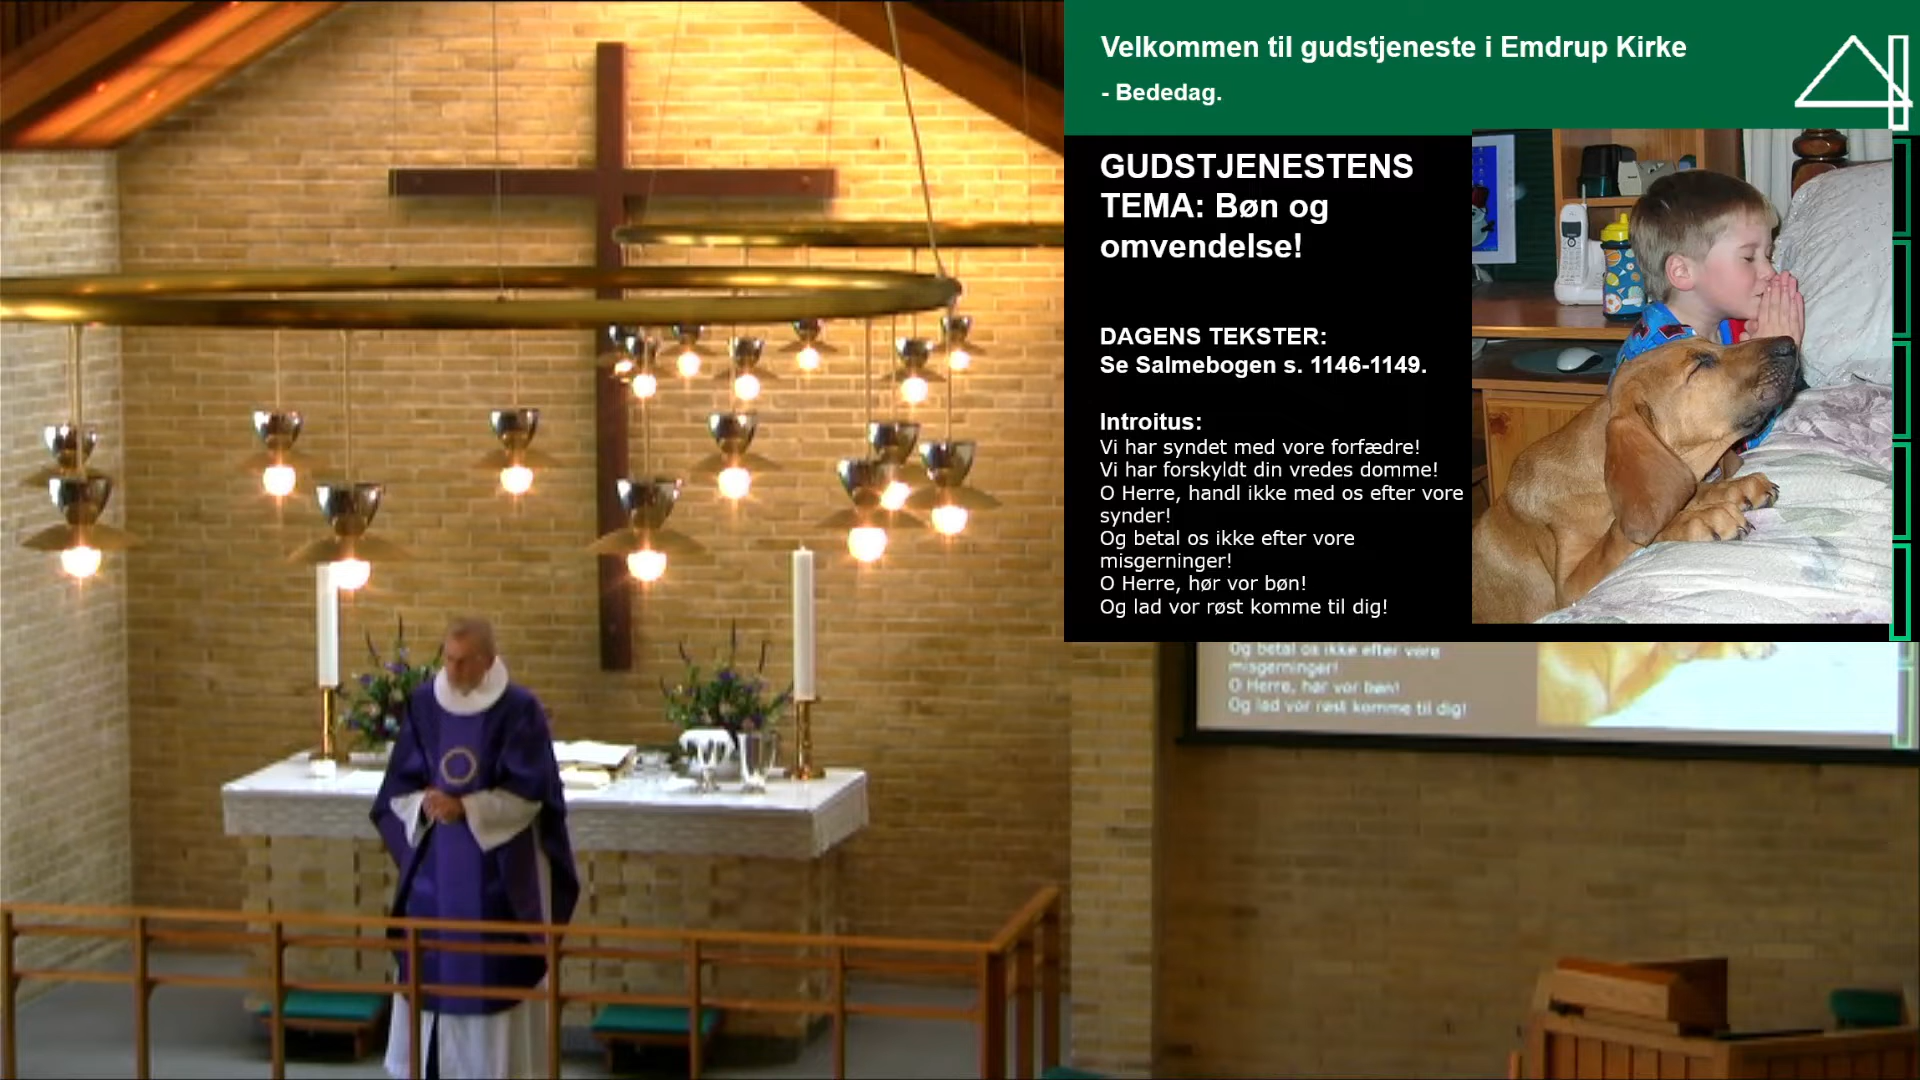 Velkommen til gudstjeneste i Emdrup Kirke
- Bededag.
GUDSTJENESTENS
TEMA: Bøn og
omvendelse!
DAGENS TEKSTER:
Se Salmebogen s. 1146-1149.
Introitus:
Vi har syndet med vore forfædre!
Vi har forskyldt din vredes domme!
O Herre, handl ikke med os efter vore
synder!
Og betal os ikke efter vore
misgerninger!
O Herre, hør vor bøn!
Og lad vor røst komme til dig!
Og betal os ikke efter vore
misgerninger!
O Herre, hør vor bøn!
Og lad vor røst komme til dig!